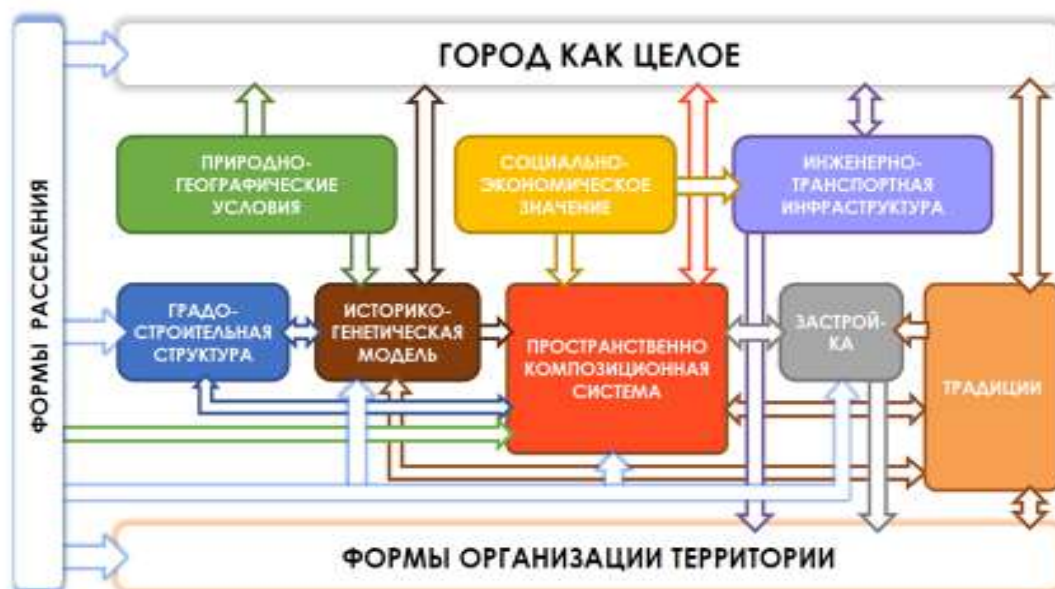 ФОРМЫ РАССЕЛЕНИЯ
ГОРОД КАК ЦЕЛОЕ
ПРИРОДНО-
ГЕОГРАФИЧЕСКИЕ
УСЛОВИЯ
СОЦИАЛЬНО-
ЭКОНОМИЧЕСКОЕ
ЗНАЧЕНИЕ
ИНЖЕНЕРНО-
ТРАНСПОРТНАЯ
ИНФРАСТРУКТУРА
ГРАДО-
СТРОИТЕЛЬНАЯ
СТРУКТУРА
ИСТОРИКО-
ГЕНЕТИЧЕСКАЯ
МОДЕЛЬ
ПРОСТРАНСТВЕННО
КОМПОЗИЦИОННАЯ
СИСТЕМА
ЗАСТРОЙ-
КА
ТРАДИЦИИ
ФОРМЫ ОРГАНИЗАЦИИ ТЕРРИТОРИИ